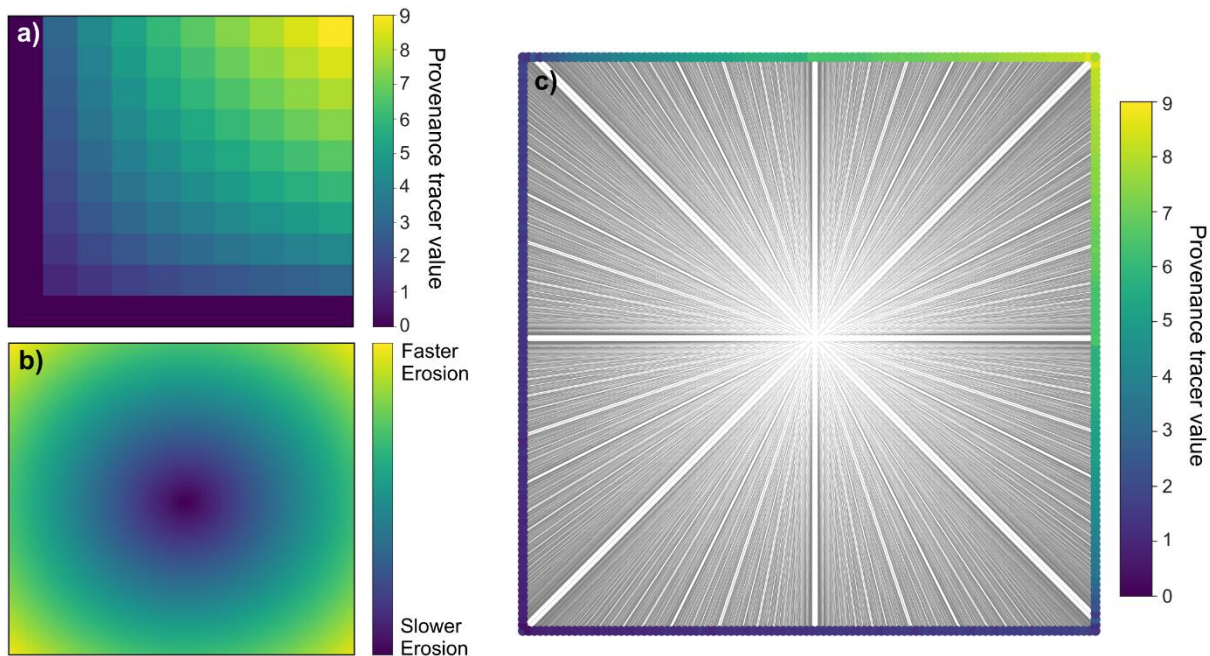 a)
9
8
7
6
5
4
3
2
1
0
Provenance tracer value
b)
Faster
Erosion
Slower
Erosion
c)
9
8
7
6
5
4
3
2
1
0
Provenance tracer value